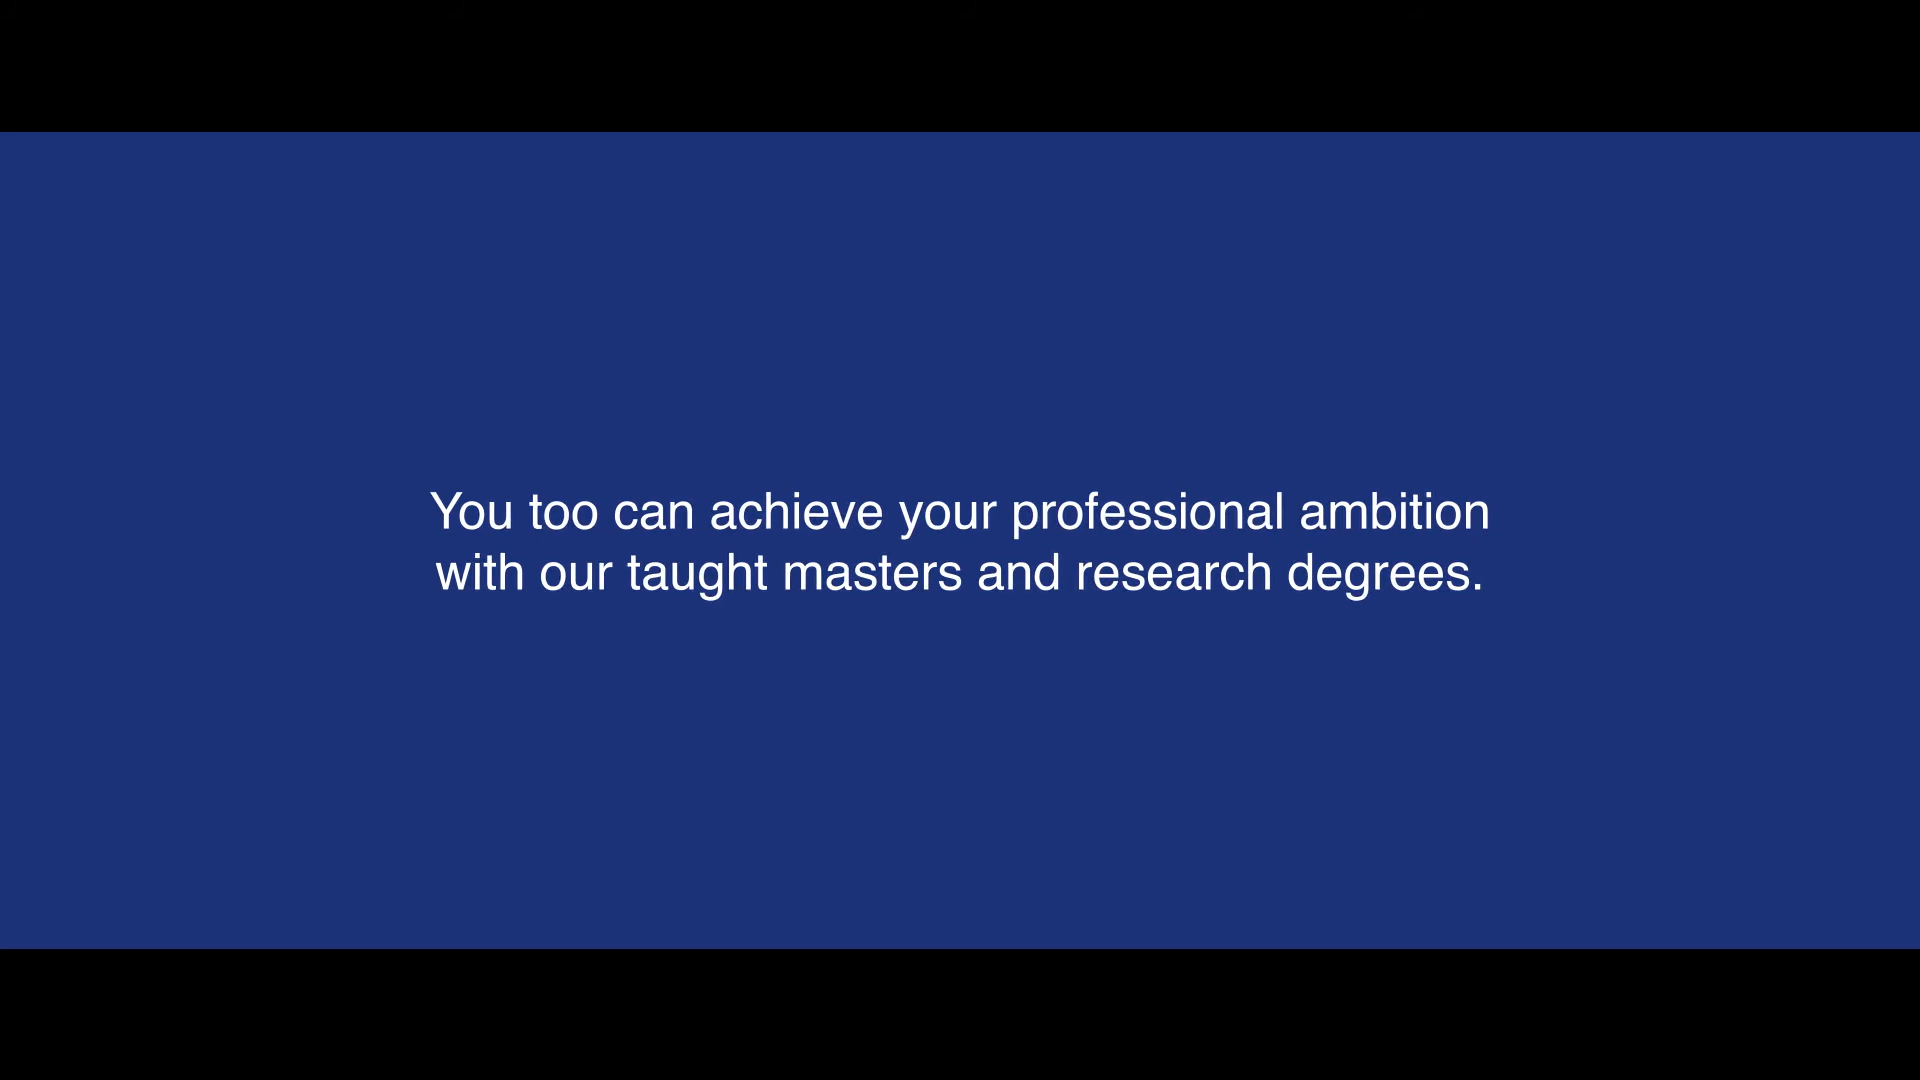 You too can achieve your professional ambition
with our taught masters and research degrees.